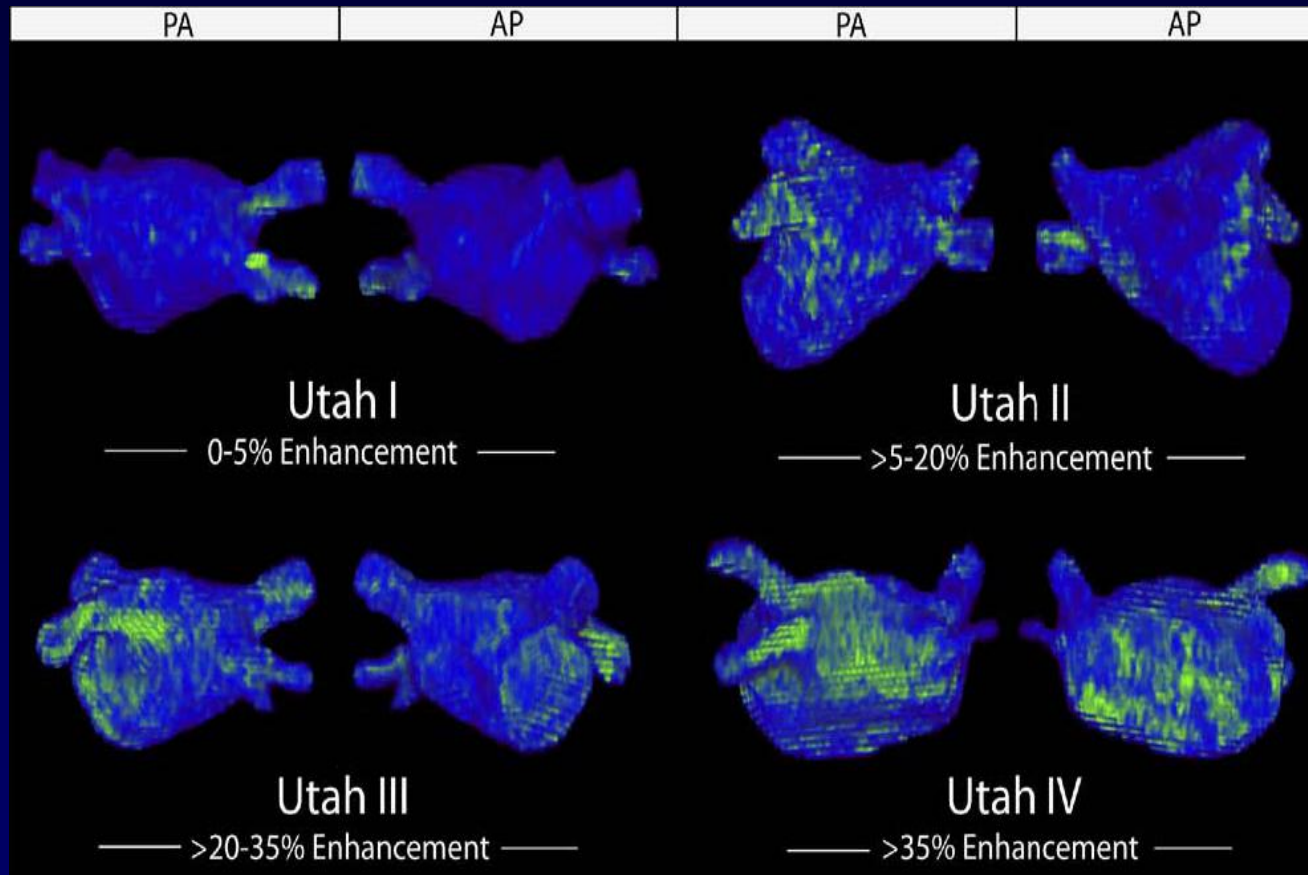 PA AP PA AP
Utah I
0-5% Enhancement
Utah II
>5-20% Enhancement
Utah III
>20-35% Enhancement
Utah IV
>35% Enhancement